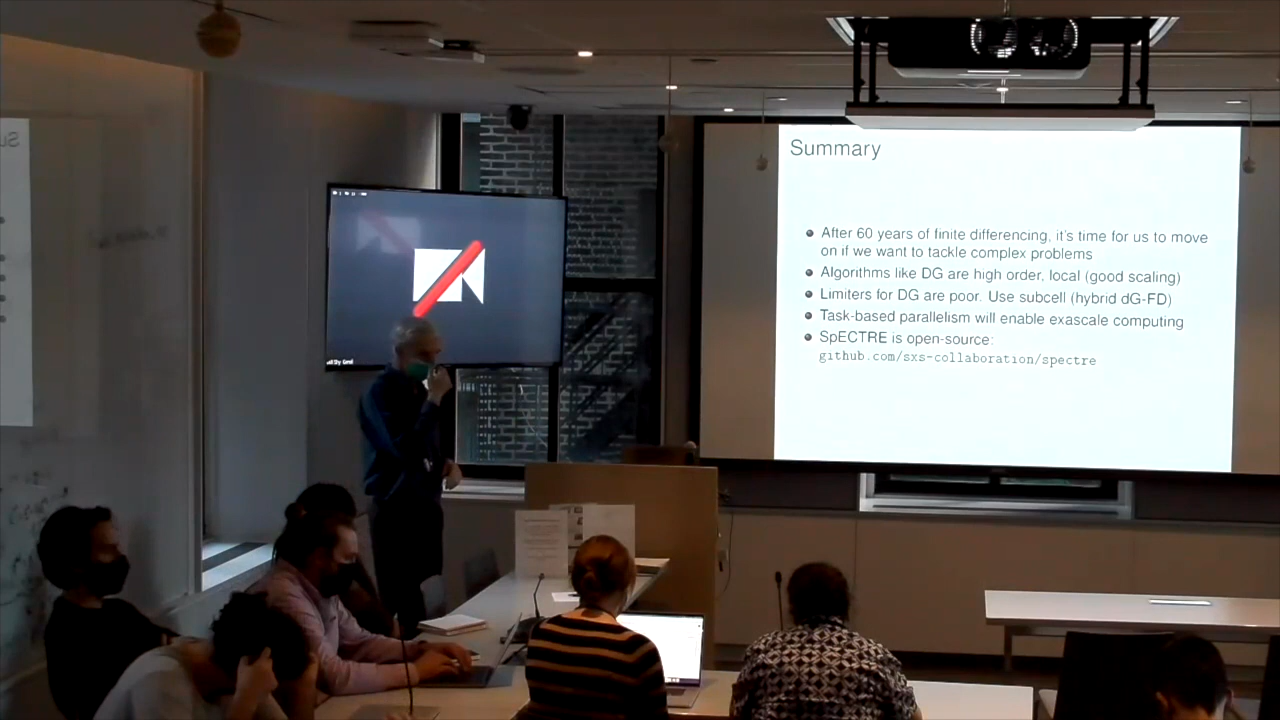 Summary
After 60 years of finite differencing, it's time for us to move
on if we want to tackle complex problems
Algorithms like DG are high order, local (good scaling)
Limiters for DG are poor. Use subcell (hybrid dG-FD)
Task-based parallelism will enable exascale computing
SpECTRE is open-source:
github.com/sxs-collaboration/spectre